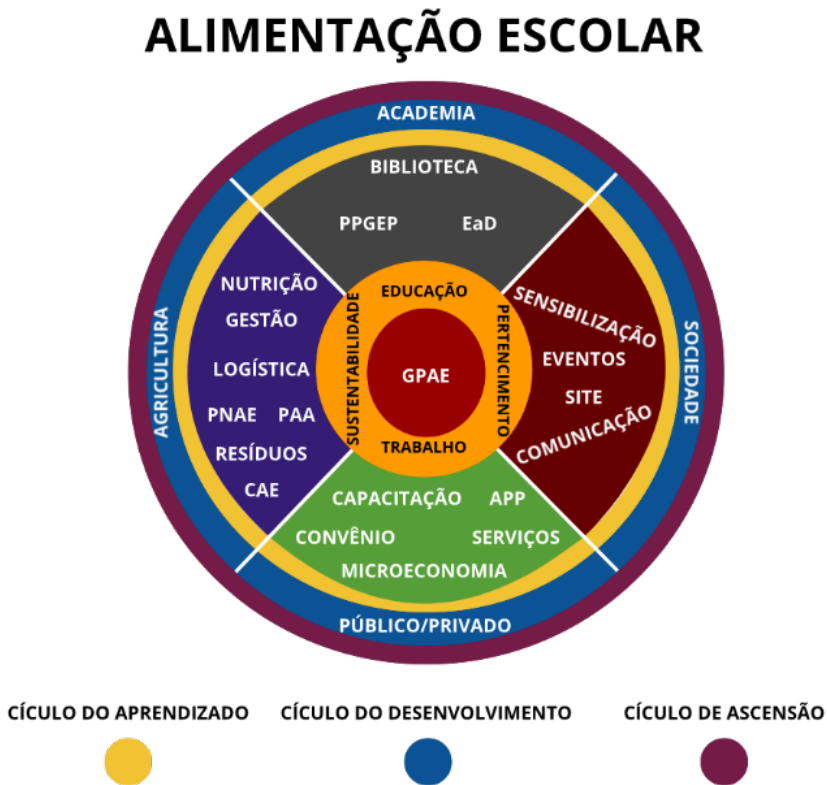 ALIMENTAÇÃO ESCOLAR
ACADEMIA
BIBLIOTECA
PPGEP EaD
EDUCAÇÃO
SUSTENTABILIDADE
GPAE
PERTENCIMENTO
TRABALHO
AGRICULTURA
NUTRIÇÃO
GESTÃO
LOGÍSTICA
PNAE PAA
RESÍDUOS
CAE
SENSIBILIZAÇÃO
EVENTOS
SITE
COMUNICAÇÃO
SOCIEDADE
CAPACITAÇÃO APP
CONVÊNIO SERVIÇOS
MICROECONOMIA
PÚBLICO/PRIVADO
CÍCULO DO APRENDIZADO
CÍCULO DO DESENVOLVIMENTO
CÍCULO DE ASCENSÃO